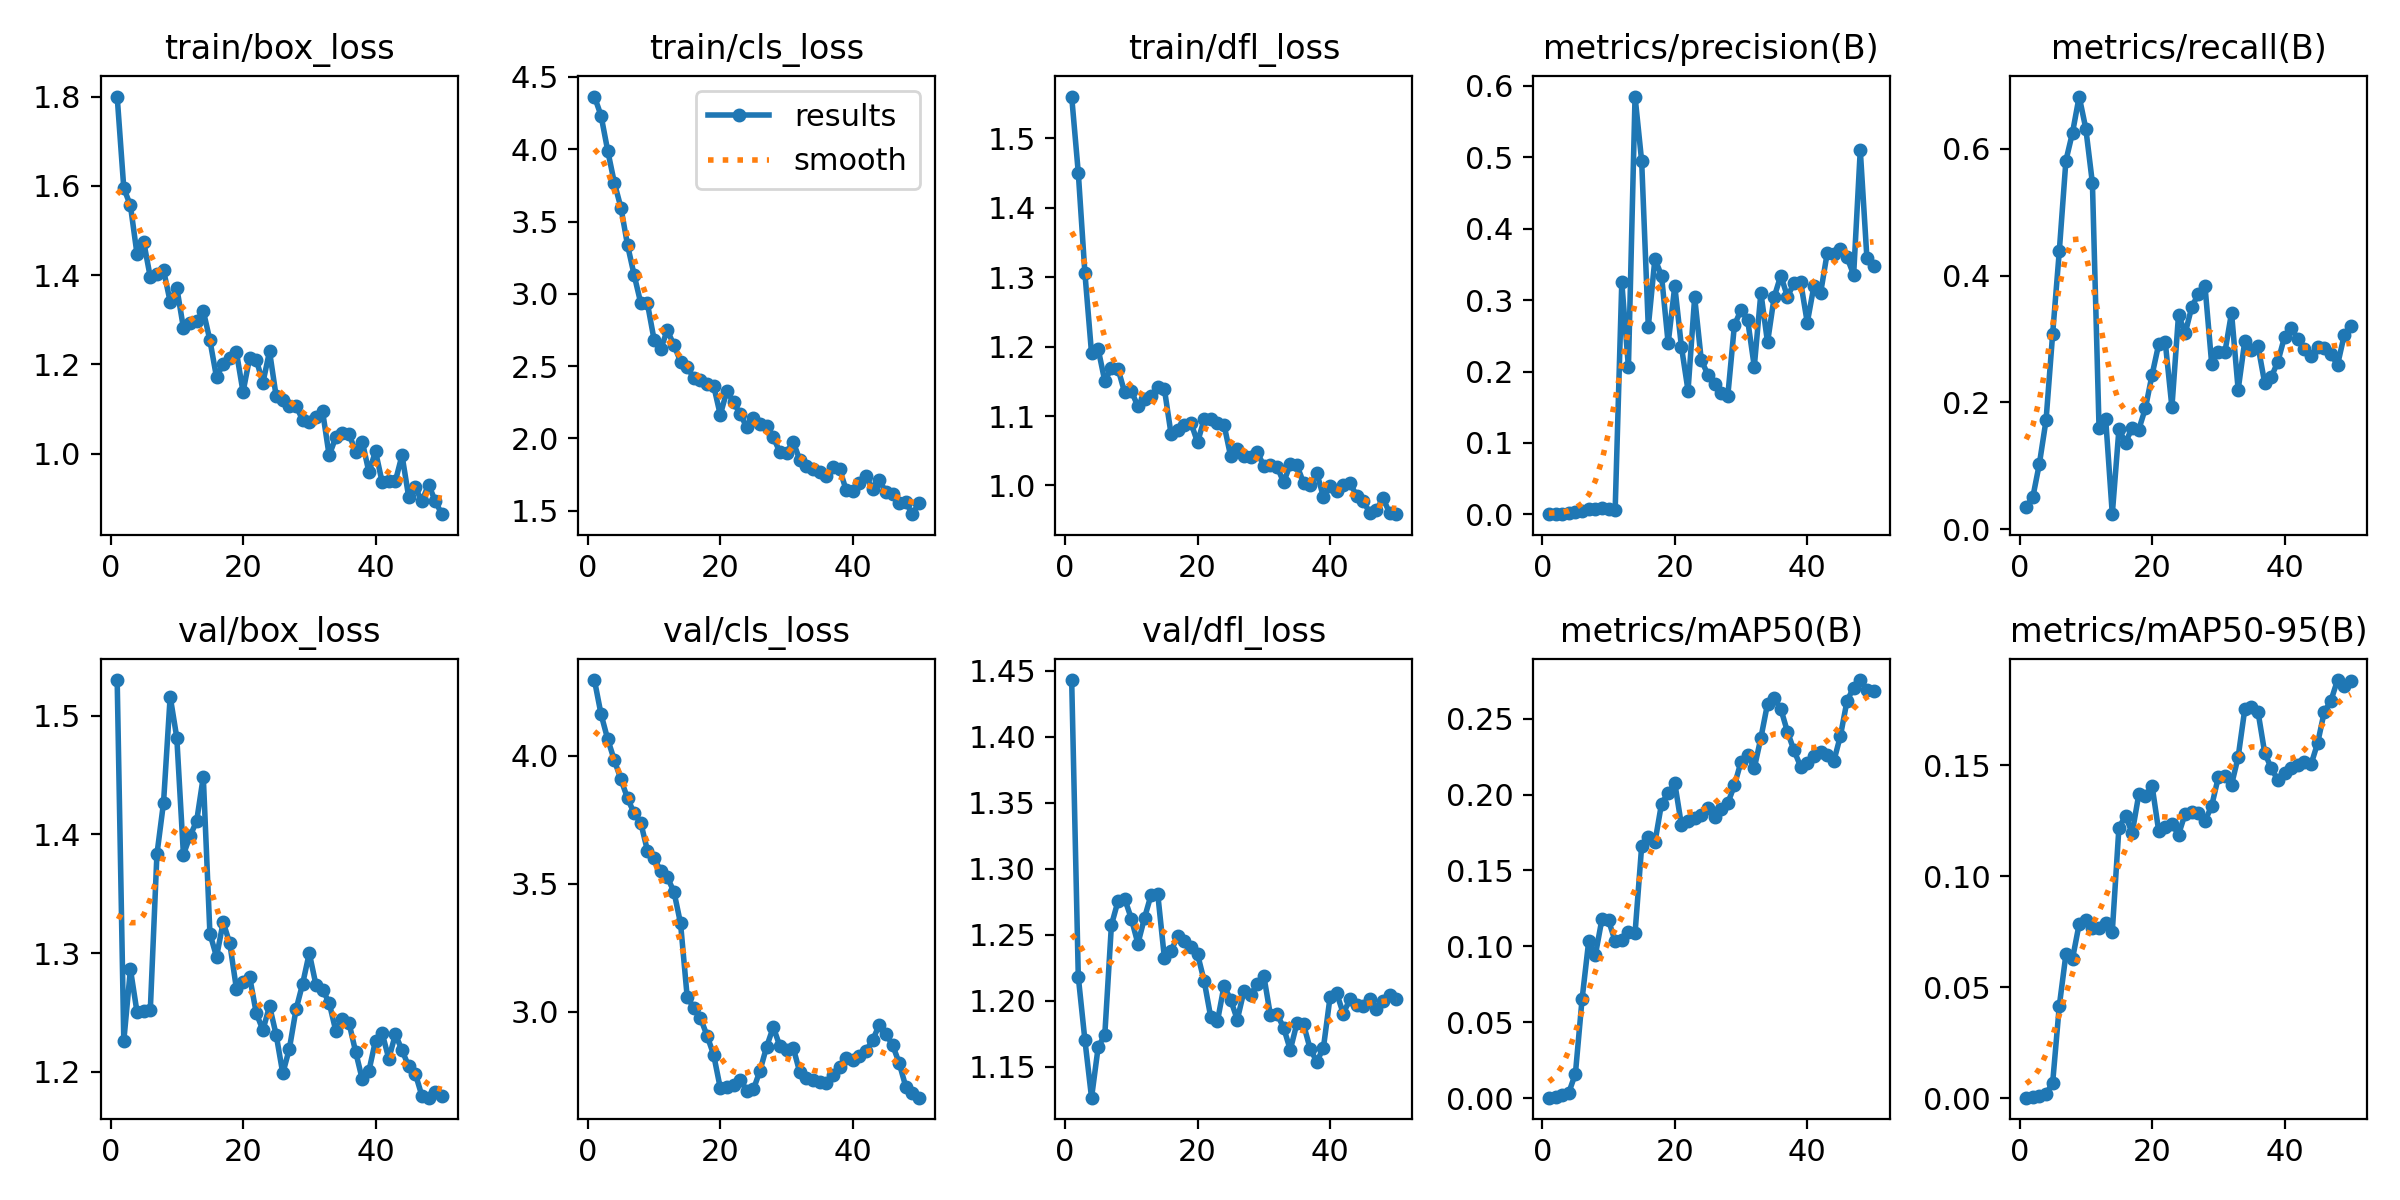 train/box_loss
1.8
1.6
1.4
1.2
1.0
0 20 40
train/cls_loss
4.5
4.0
3.5
3.0
2.5
2.0
1.5
0 20 40
results
smooth
train/dfl_loss
1.5
1.4
1.3
1.2
1.1
1.0
0 20 40
metrics/precision(B)
0.6
0.5
0.4
0.3
0.2
0.1
0.0
0 20 40
metrics/recall(B)
0.6
0.4
0.2
0.0
0 20 40
val/box_loss
1.5
1.4
1.3
1.2
0 20 40
val/cls_loss
4.0
3.5
3.0
0 20 40
val/dfl_loss
1.45
1.40
1.35
1.30
1.25
1.20
1.15
0 20 40
metrics/mAP50(B)
0.25
0.20
0.15
0.10
0.05
0.00
0 20 40
metrics/mAP50-95(B)
0.15
0.10
0.05
0.00
0 20 40